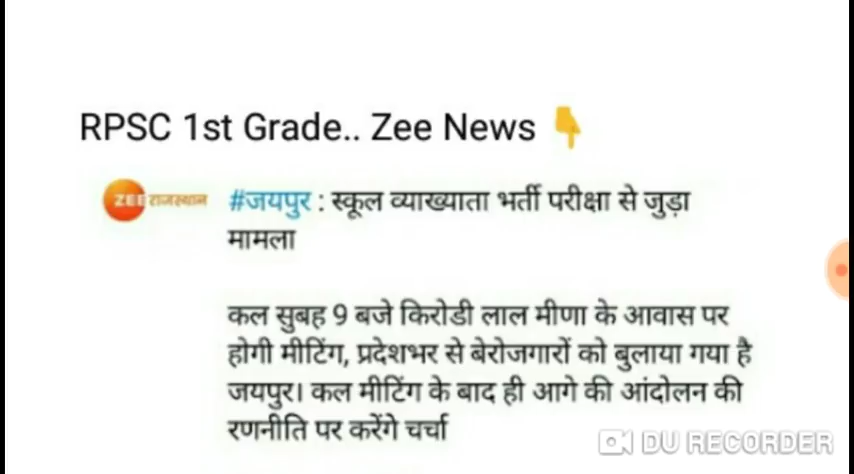 RPSC 1st Grade.. Zee News 👇
ZEE राजस्थान #जयपुर : स्कूल व्याख्याता भर्ती परीक्षा से जुड़ा
मामला
कल सुबह 9 बजे किरोडी लाल मीणा के आवास पर
होगी मीटिंग, प्रदेशभर से बेरोजगारों को बुलाया गया है
जयपुर। कल मीटिंग के बाद ही आगे की आंदोलन की
रणनीति पर करेंगे चर्चा
DU RECORDER